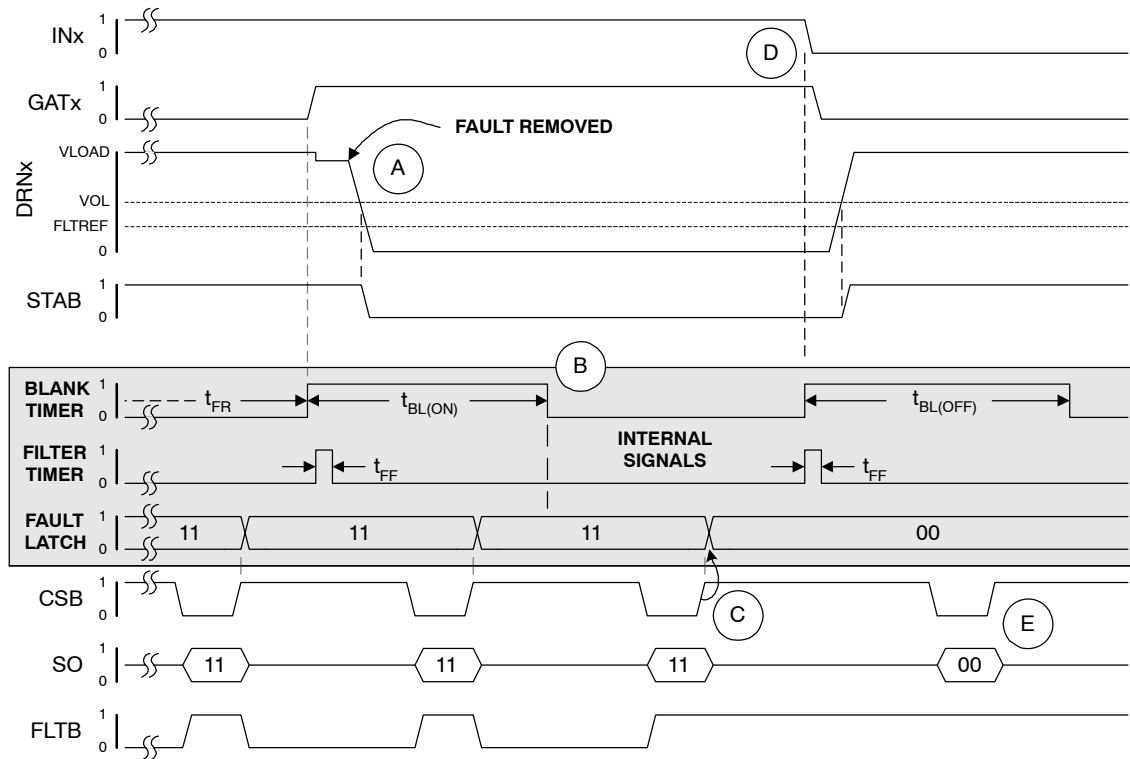 INx 1 0
D
GATx 1 0
FAULT REMOVED
DRNx VLOAD VOL FLTREF 0
A
STAB 1 0
B
BLANK TIMER 1 0 tFR tBL(ON) tBL(OFF)
INTERNAL SIGNALS
FILTER TIMER 1 0 tFF tFF
FAULT LATCH 1 0 11 11 11 00
CSB 1 0
C
E
SO 1 0 11 11 11 00
FLTB 1 0